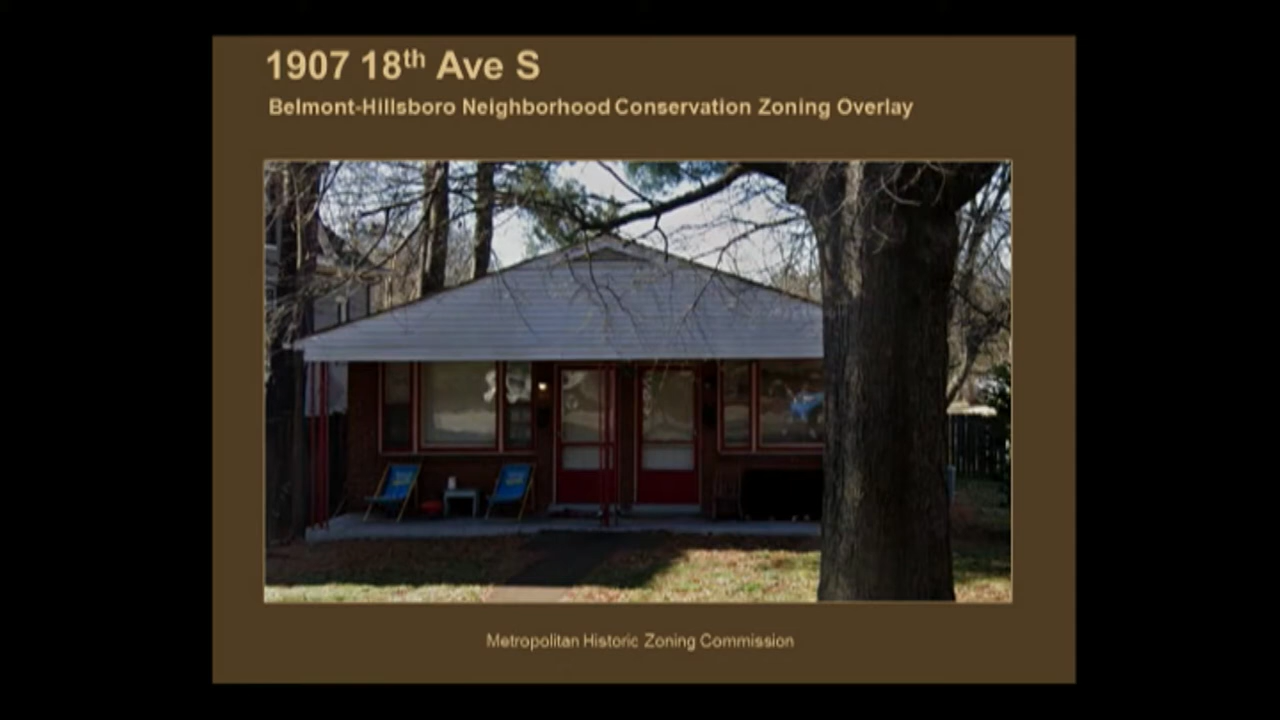 1907 18th Ave S
Belmont-Hillsboro Neighborhood Conservation Zoning Overlay
Metropolitan Historic Zoning Commission